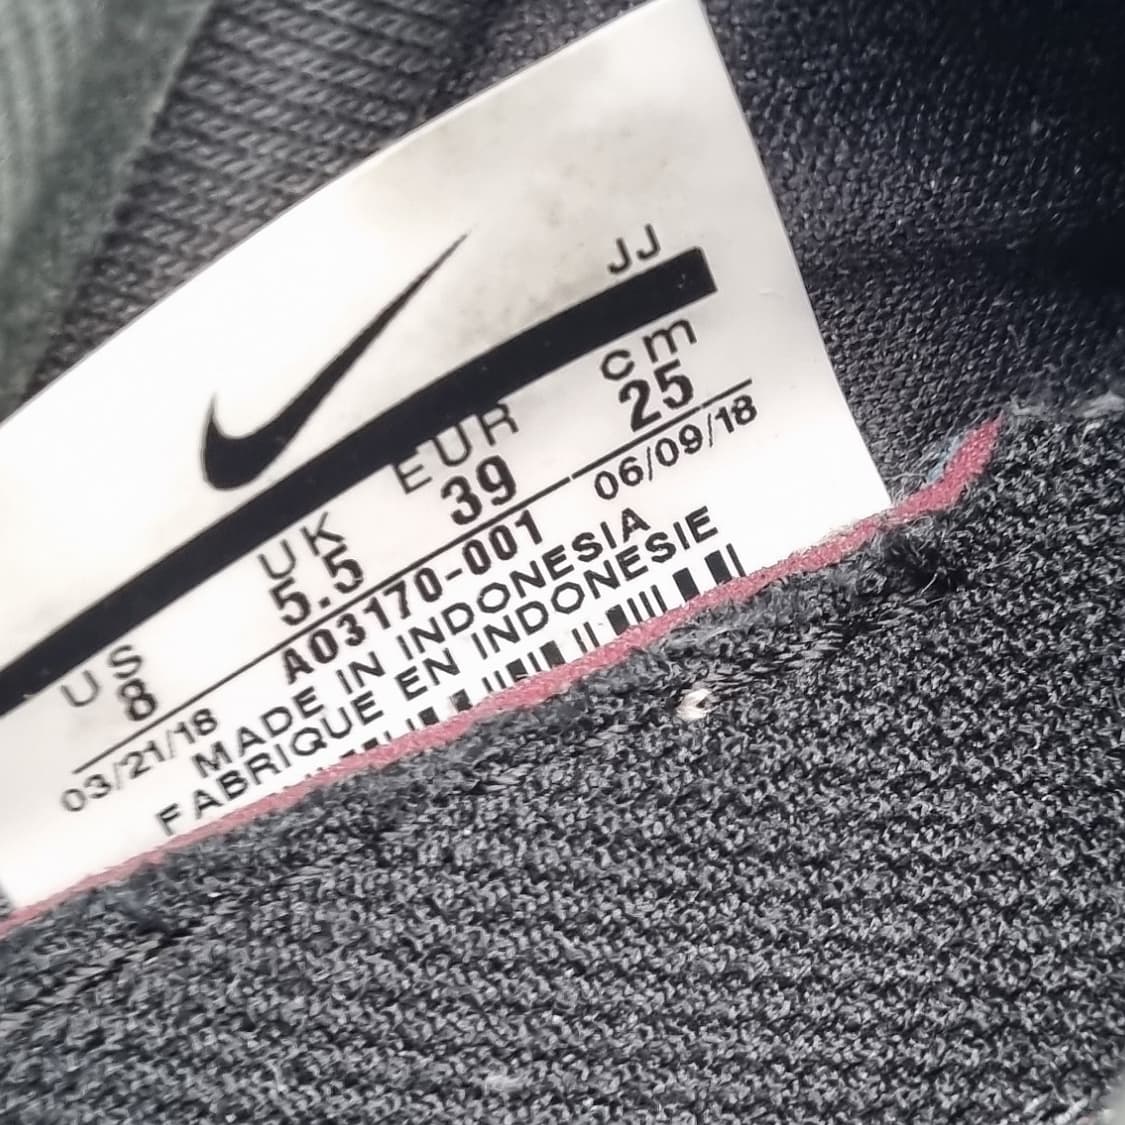 JJ
US UK EUR cm
8 5.5 39 25
03/21/18 AO3170-001 06/09/18
MADE IN INDONESIA
FABRIQUE EN INDONESIE